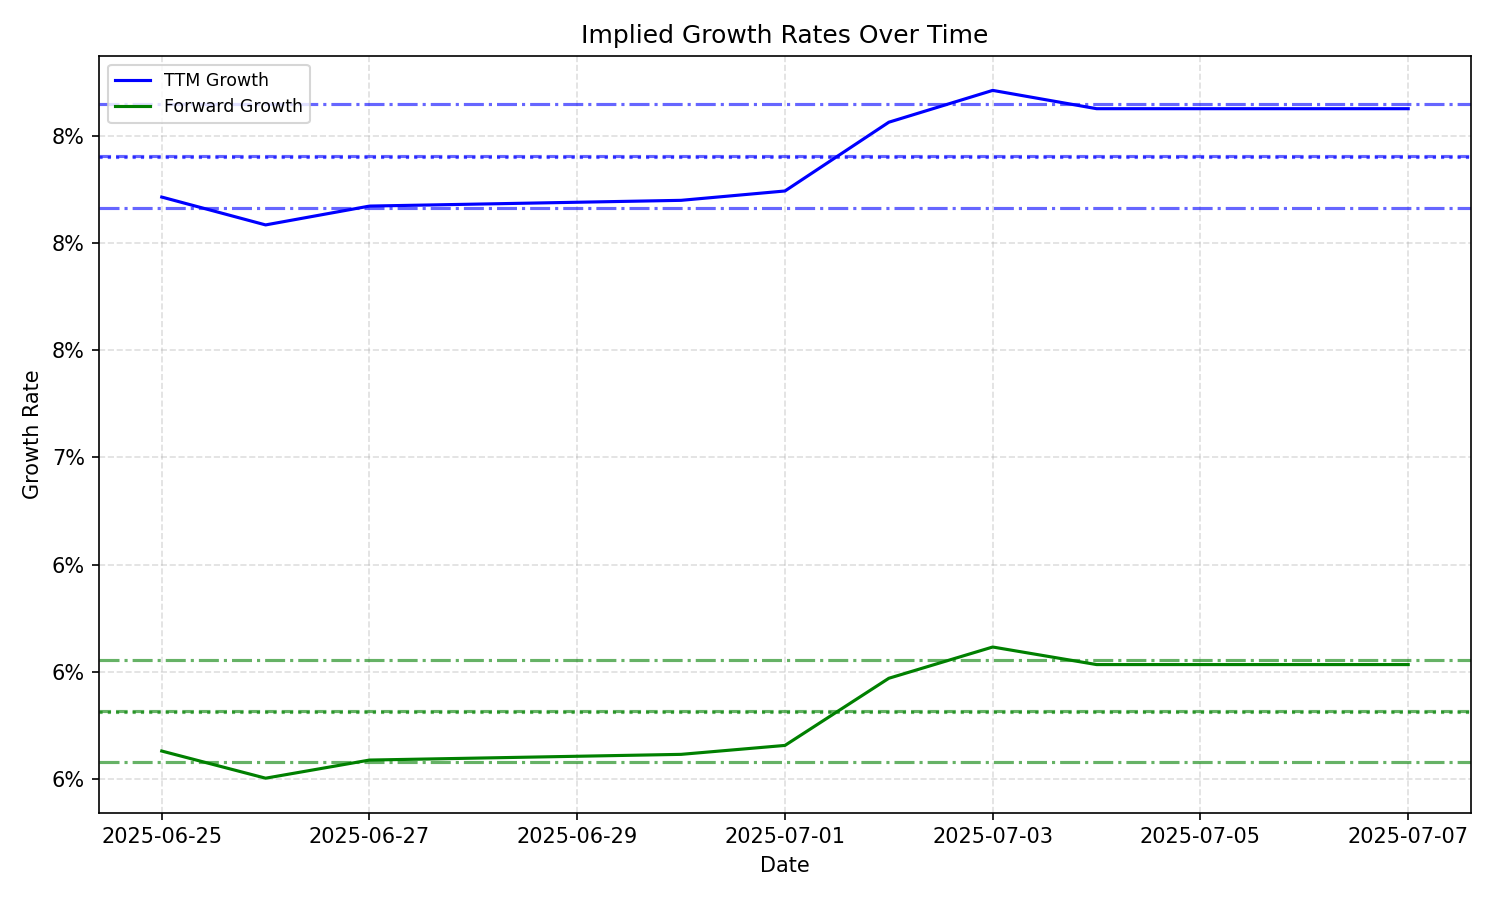 Implied Growth Rates Over Time
TTM Growth
Forward Growth
8%
8%
8%
7%
6%
6%
6%
Growth Rate
2025-06-25
2025-06-27
2025-06-29
2025-07-01
2025-07-03
2025-07-05
2025-07-07
Date